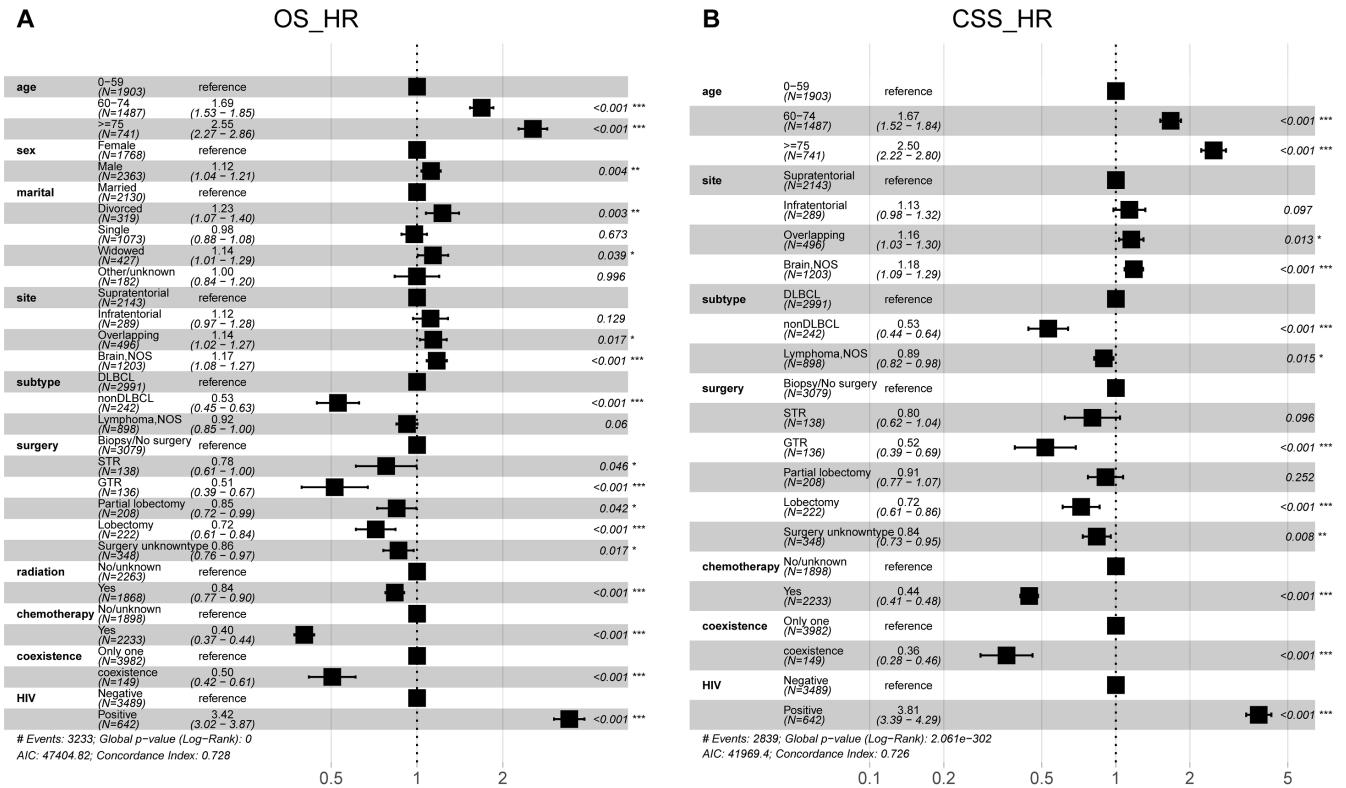 A
OS_HR
age
0−59
(N=1903)
reference
60−74
(N=1487)
1.69
(1.53 − 1.85)
<0.001 ***
>=75
(N=741)
2.55
(2.27 − 2.86)
<0.001 ***
sex
Female
(N=1768)
reference
Male
(N=2363)
1.12
(1.04 − 1.21)
0.004 **
marital
Married
(N=2130)
reference
Divorced
(N=319)
1.23
(1.07 − 1.40)
0.003 **
Single
(N=1073)
0.98
(0.88 − 1.08)
0.673
Widowed
(N=427)
1.14
(1.01 − 1.29)
0.039 *
Other/unknown
(N=182)
1.00
(0.84 − 1.20)
0.996
site
Supratentorial
(N=2143)
reference
Infratentorial
(N=289)
1.12
(0.97 − 1.28)
0.129
Overlapping
(N=496)
1.14
(1.02 − 1.27)
0.017 *
Brain,NOS
(N=1203)
1.17
(1.08 − 1.27)
<0.001 ***
subtype
DLBCL
(N=2991)
reference
nonDLBCL
(N=242)
0.53
(0.45 − 0.63)
<0.001 ***
Lymphoma,NOS
(N=898)
0.92
(0.85 − 1.00)
0.06
surgery
Biopsy/No surgery
(N=3079)
reference
STR
(N=138)
0.78
(0.61 − 1.00)
0.046 *
GTR
(N=136)
0.51
(0.39 − 0.67)
<0.001 ***
Partial lobectomy
(N=208)
0.85
(0.72 − 0.99)
0.042 *
Lobectomy
(N=222)
0.72
(0.61 − 0.84)
<0.001 ***
Surgery unknowntype
(N=348)
0.86
(0.76 − 0.97)
0.017 *
radiation
No/unknown
(N=2263)
reference
Yes
(N=1868)
0.84
(0.77 − 0.90)
<0.001 ***
chemotherapy
No/unknown
(N=1898)
reference
Yes
(N=2233)
0.40
(0.37 − 0.44)
<0.001 ***
coexistence
Only one
(N=3982)
reference
coexistence
(N=149)
0.50
(0.42 − 0.61)
<0.001 ***
HIV
Negative
(N=3489)
reference
Positive
(N=642)
3.42
(3.02 − 3.87)
<0.001 ***
# Events: 3233; Global p−value (Log−Rank): 0
AIC: 47404.82; Concordance Index: 0.728
0.5 1 2
B
CSS_HR
age
0−59
(N=1903)
reference
60−74
(N=1487)
1.67
(1.52 − 1.84)
<0.001 ***
>=75
(N=741)
2.50
(2.22 − 2.80)
<0.001 ***
site
Supratentorial
(N=2143)
reference
Infratentorial
(N=289)
1.13
(0.98 − 1.32)
0.097
Overlapping
(N=496)
1.16
(1.03 − 1.30)
0.013 *
Brain,NOS
(N=1203)
1.18
(1.09 − 1.29)
<0.001 ***
subtype
DLBCL
(N=2991)
reference
nonDLBCL
(N=242)
0.53
(0.44 − 0.64)
<0.001 ***
Lymphoma,NOS
(N=898)
0.89
(0.82 − 0.98)
0.015 *
surgery
Biopsy/No surgery
(N=3079)
reference
STR
(N=138)
0.80
(0.62 − 1.04)
0.096
GTR
(N=136)
0.52
(0.39 − 0.69)
<0.001 ***
Partial lobectomy
(N=208)
0.91
(0.77 − 1.07)
0.252
Lobectomy
(N=222)
0.72
(0.61 − 0.86)
<0.001 ***
Surgery unknowntype
(N=348)
0.84
(0.73 − 0.95)
0.008 **
chemotherapy
No/unknown
(N=1898)
reference
Yes
(N=2233)
0.44
(0.41 − 0.48)
<0.001 ***
coexistence
Only one
(N=3982)
reference
coexistence
(N=149)
0.36
(0.28 − 0.46)
<0.001 ***
HIV
Negative
(N=3489)
reference
Positive
(N=642)
3.81
(3.39 − 4.29)
<0.001 ***
# Events: 2839; Global p−value (Log−Rank): 2.061e−302
AIC: 41969.4; Concordance Index: 0.726
0.1 0.2 0.5 1 2 5